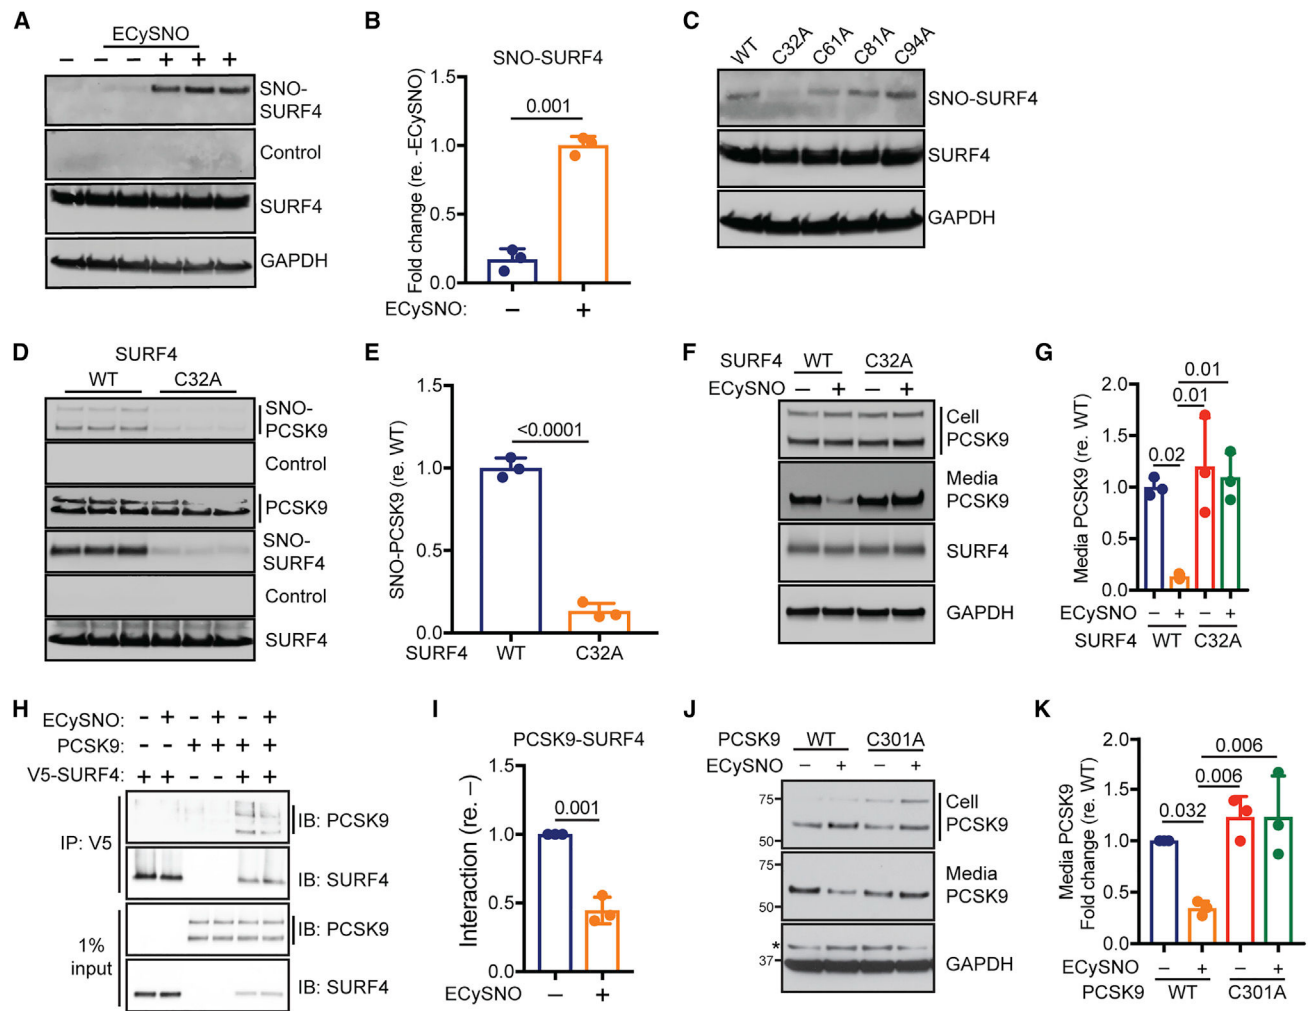 A
ECySNO
– – – + + +
SNO-
SURF4
Control
SURF4
GAPDH
B
SNO-SURF4
Fold change (re. -ECySNO)
1.5
1.0
0.5
0.0
0.001
ECySNO: – +
C
WT C32A C61A C81A C94A
SNO-SURF4
SURF4
GAPDH
D
SURF4
WT C32A
SNO-
PCSK9
Control
PCSK9
SNO-
SURF4
Control
SURF4
E
SNO-PCSK9 (re. WT)
1.5
1.0
0.5
0.0
<0.0001
SURF4 WT C32A
F
SURF4 WT C32A
ECySNO – + – +
Cell
PCSK9
Media
PCSK9
SURF4
GAPDH
G
Media PCSK9 (re. WT)
2.0
1.5
1.0
0.5
0.0
0.01
0.01
0.02
ECySNO – + – +
SURF4 WT C32A
H
ECySNO: - + - + - +
PCSK9: - - + + + +
V5-SURF4: + + - - + +
IP: V5
IB: PCSK9
IB: SURF4
1%
input
IB: PCSK9
IB: SURF4
I
PCSK9-SURF4
Interaction (re. –)
1.5
1.0
0.5
0.0
0.001
ECySNO – +
J
PCSK9 WT C301A
ECySNO – + – +
75
50
Cell
PCSK9
75
50
Media
PCSK9
*
37
GAPDH
K
Media PCSK9
Fold change (re. WT)
2.0
1.5
1.0
0.5
0.0
0.006
0.006
0.032
ECySNO – + – +
PCSK9 WT C301A